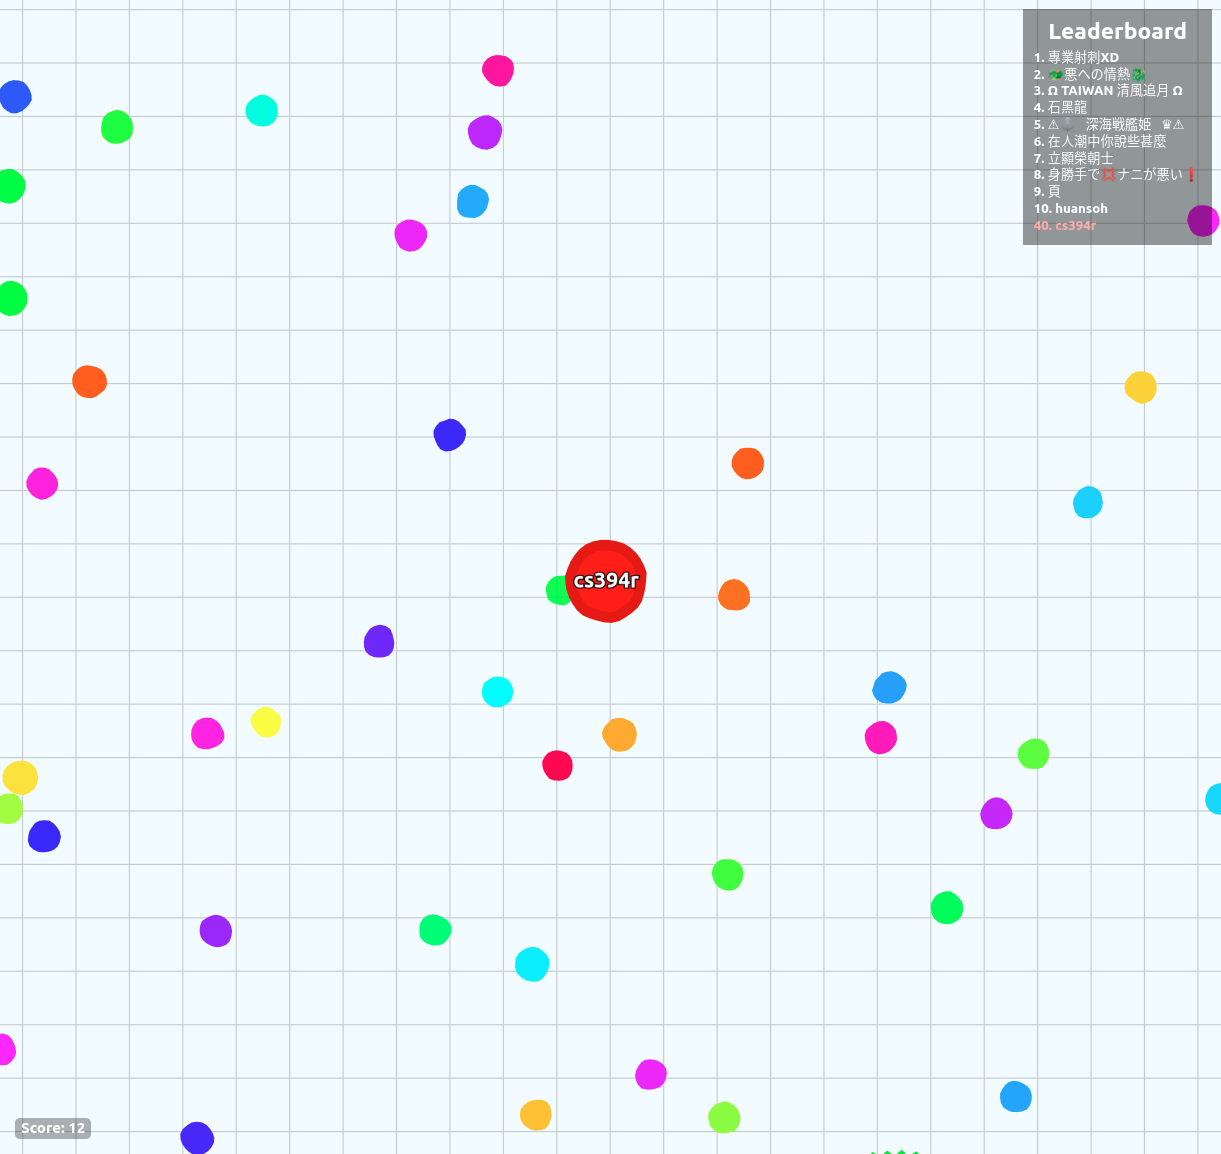 Leaderboard
1. 專業射刺XD
2. 🐲悪への情熱🐉
3. Ω TAIWAN 清風追月 Ω
4. 石黑龍
5. ⚠⚓ 深海戦艦姫 ♛⚠
6. 在人潮中你說些甚麼
7. 立顯榮朝士
8. 身勝手で💢ナニが悪い❗
9. 頁
10. huansoh
40. cs394r
cs394r
Score: 12